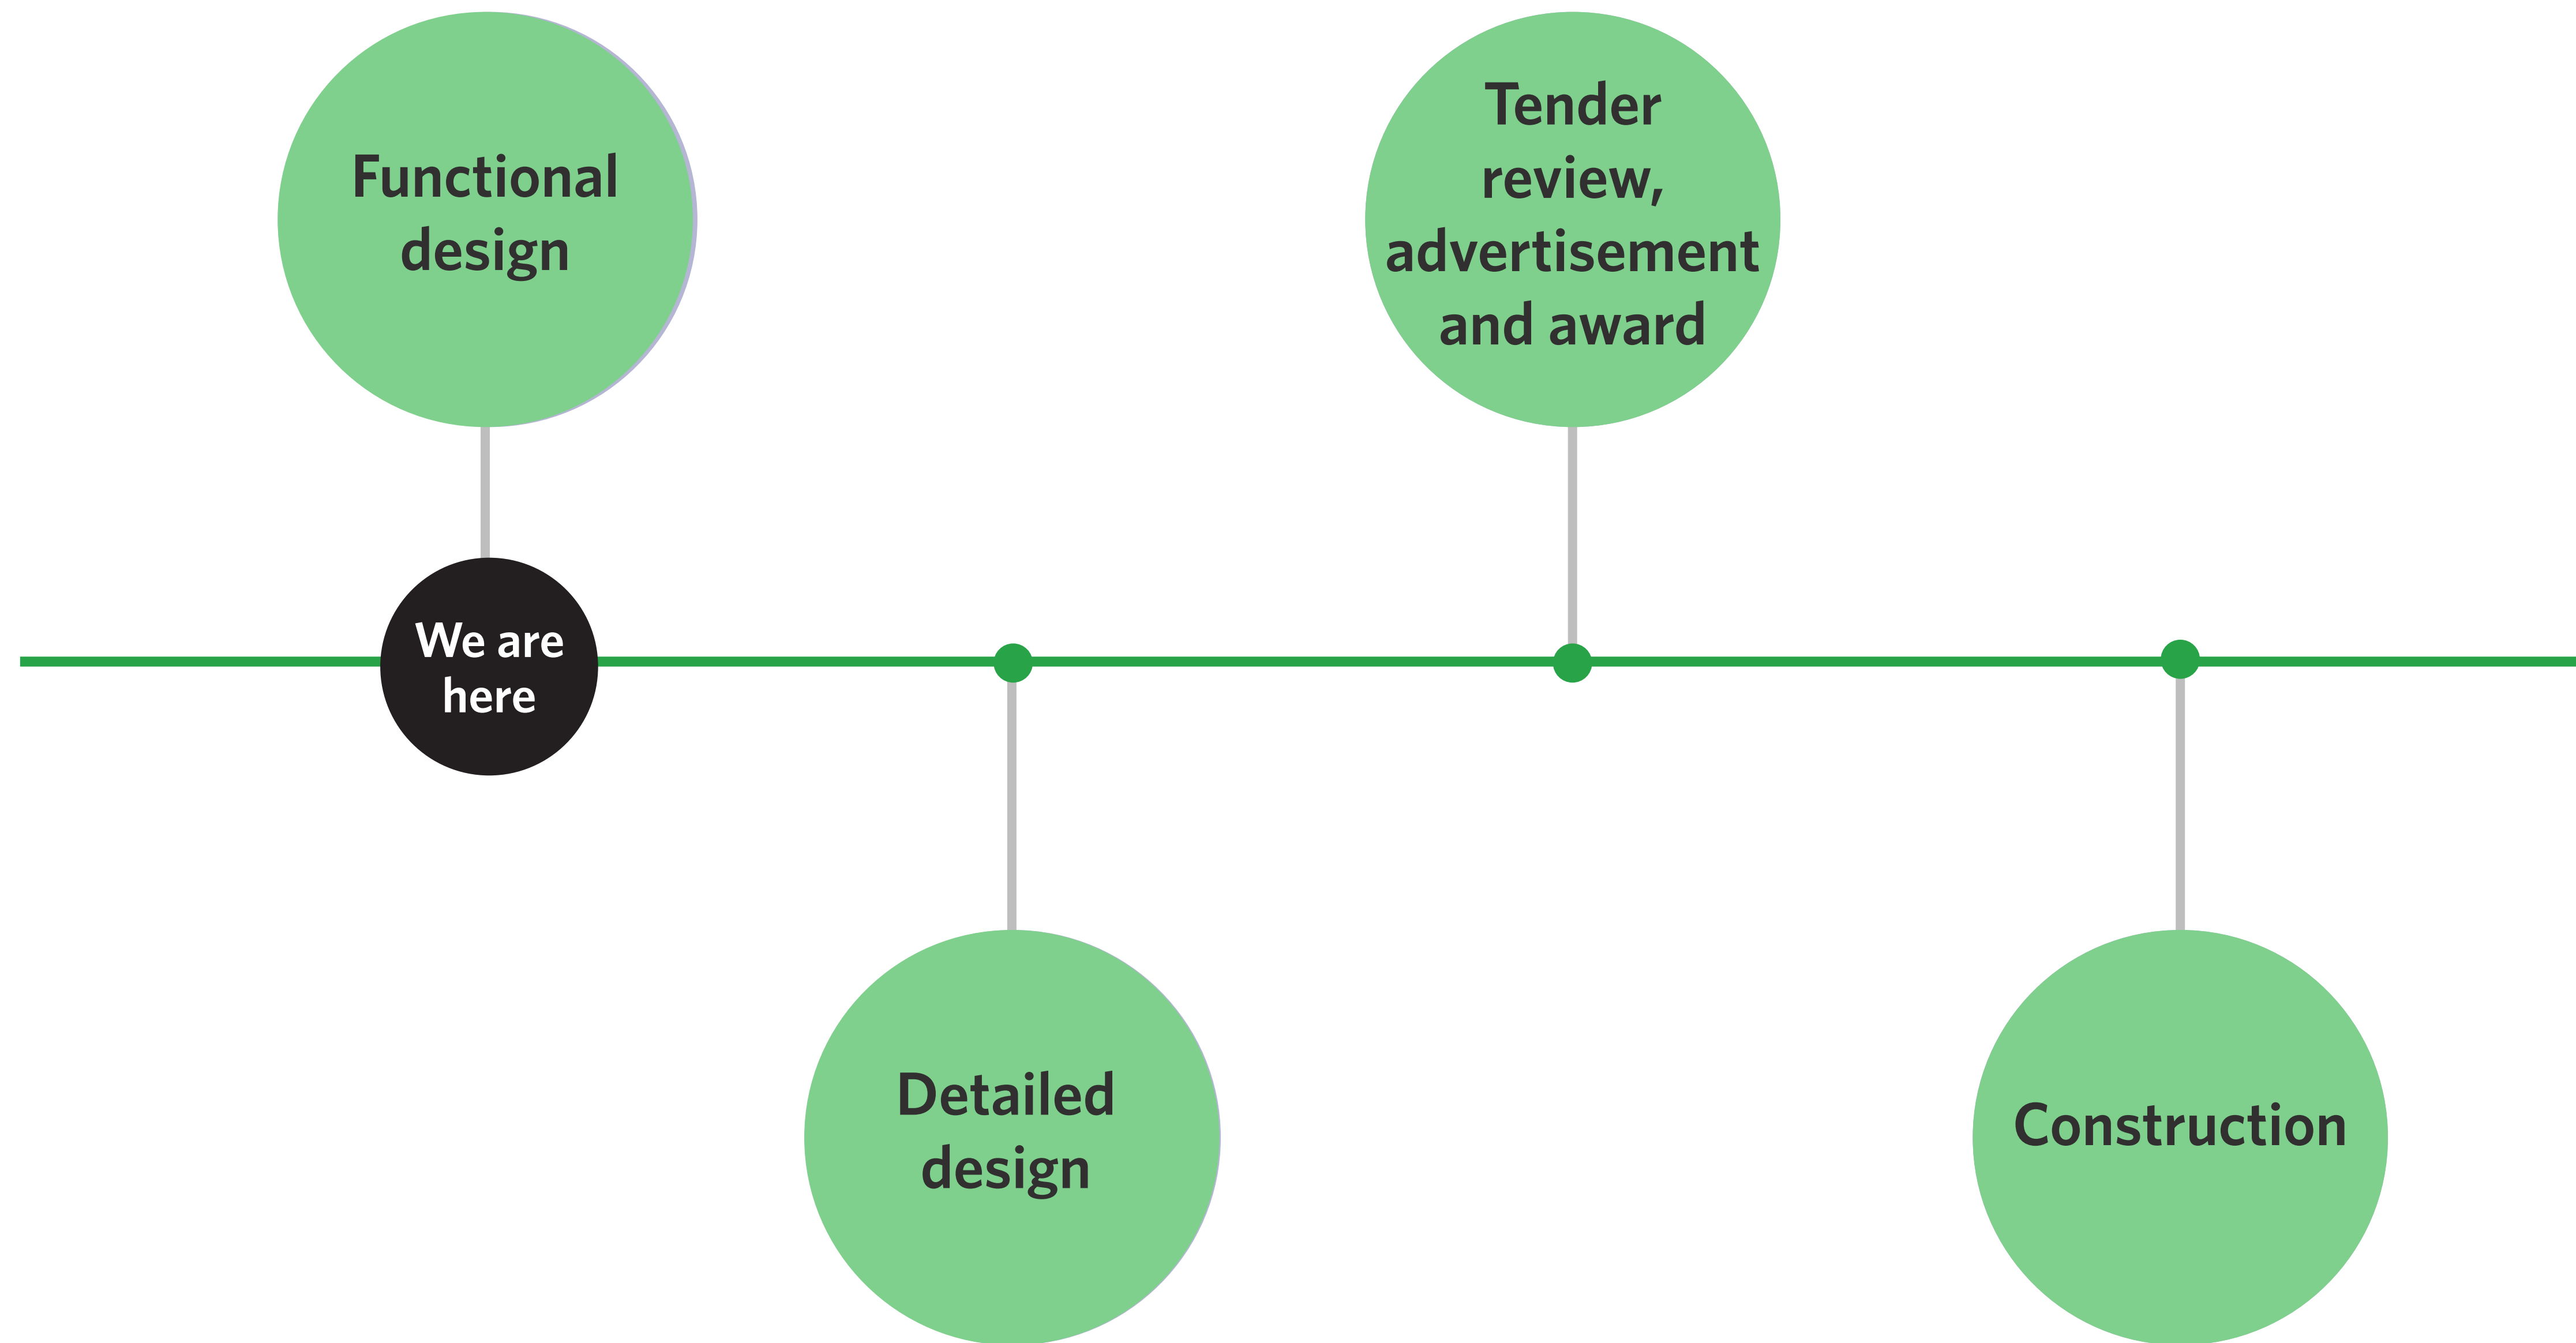 Functional
design
We are
here
Detailed
design
Tender
review,
advertisement
and award
Construction